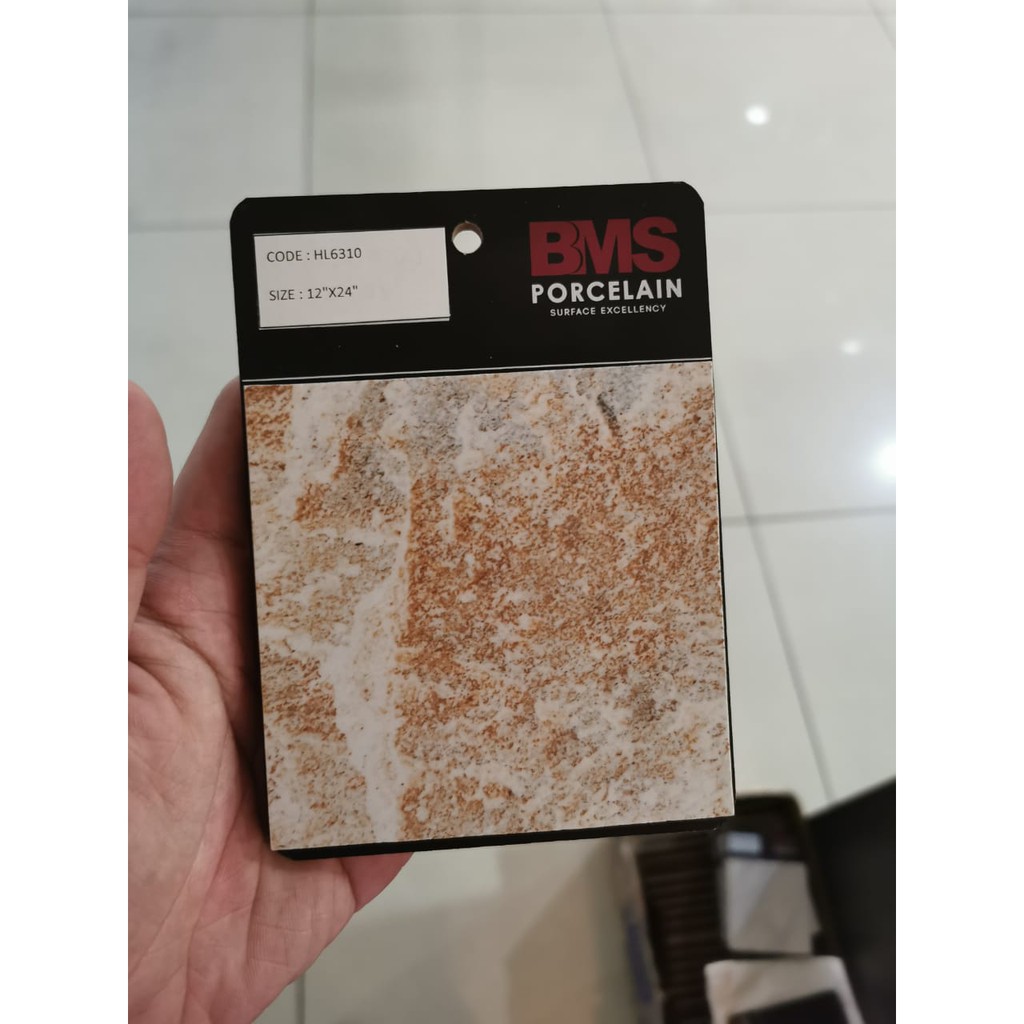 CODE : HL6310
SIZE : 12"X24"
BMS
PORCELAIN
SURFACE EXCELLENCY